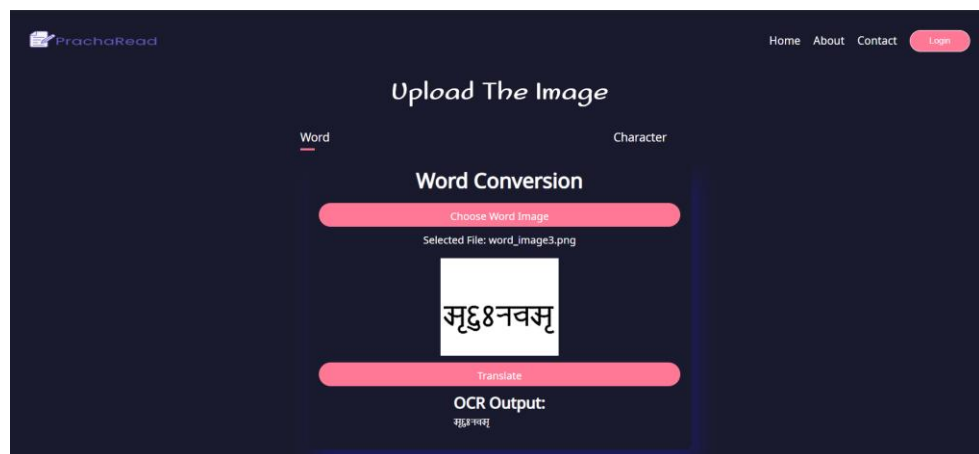 PrachaRead
Home About Contact Login
Upload The Image
Word Character
Word Conversion
Choose Word Image
Selected File: word_image3.png
Translate
OCR Output: